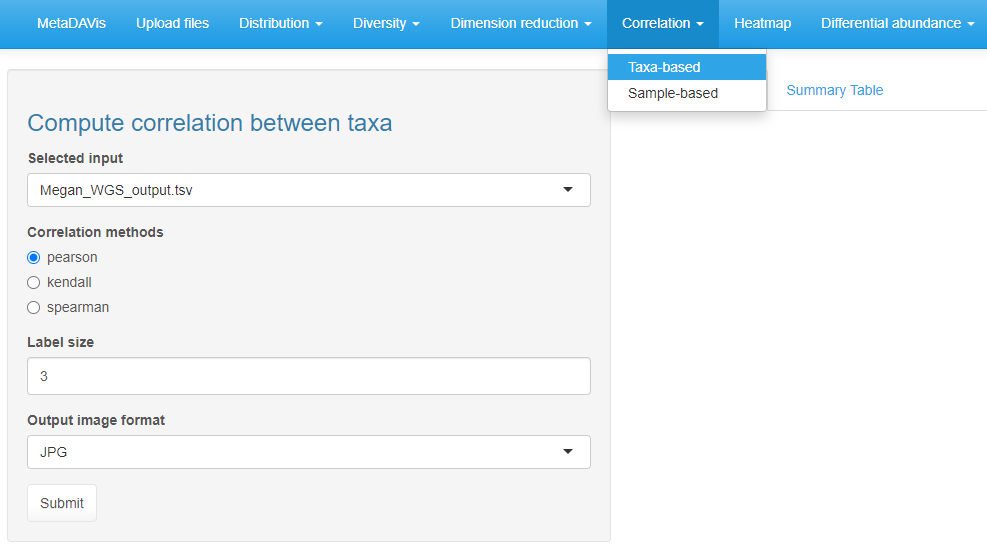 MetaDAVis Upload files Distribution Diversity Dimension reduction Correlation Heatmap Differential abundance
Taxa-based
Sample-based
Summary Table
Compute correlation between taxa
Selected input
Megan_WGS_output.tsv
Correlation methods
pearson
kendall
spearman
Label size
3
Output image format
JPG
Submit